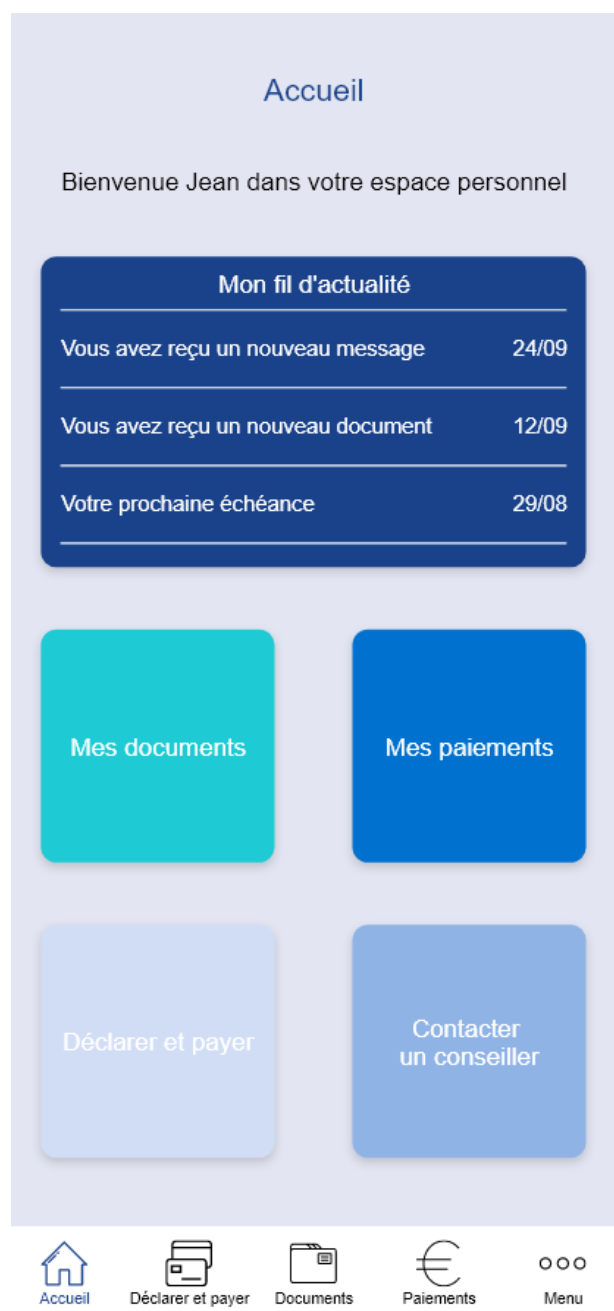 Accueil
Bienvenue Jean dans votre espace personnel
Mon fil d'actualité
Vous avez reçu un nouveau message 24/09
Vous avez reçu un nouveau document 12/09
Votre prochaine échéance 29/08
Mes documents
Mes paiements
Déclarer et payer
Contacter
un conseiller
Accueil
Déclarer et payer
Documents
Paiements
Menu